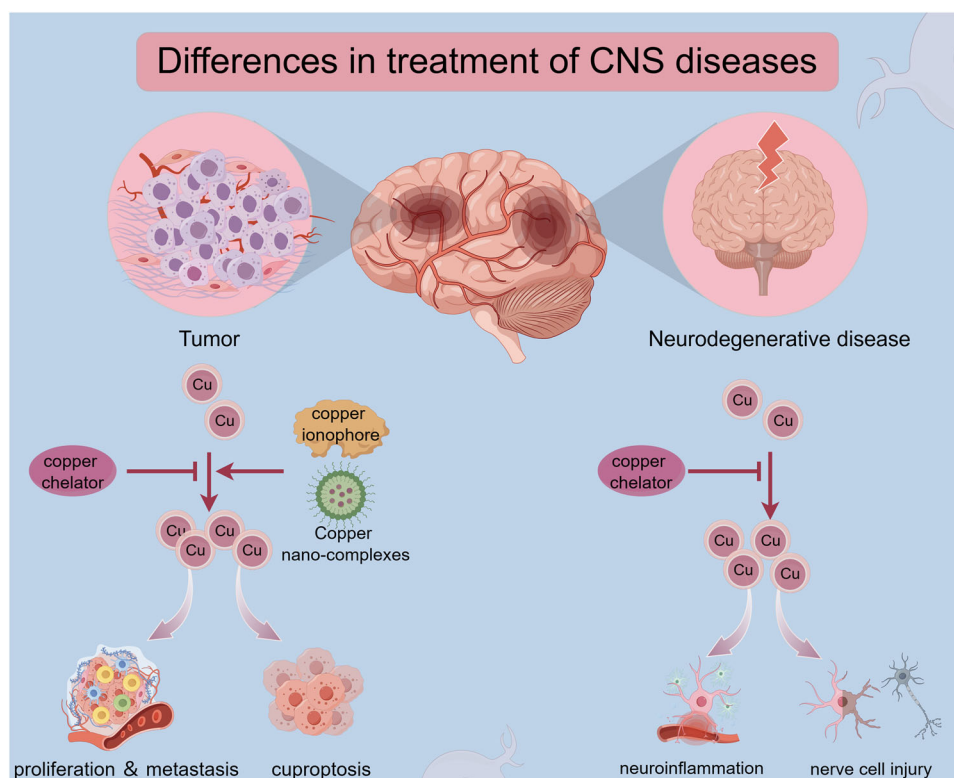 Differences in treatment of CNS diseases
Tumor
Neurodegenerative disease
Cu
Cu
copper
ionophore
copper
chelator
Copper
nano-complexes
Cu
Cu
Cu
Cu
proliferation & metastasis
cuproptosis
Cu
Cu
copper
chelator
Cu
Cu
Cu
Cu
neuroinflammation
nerve cell injury